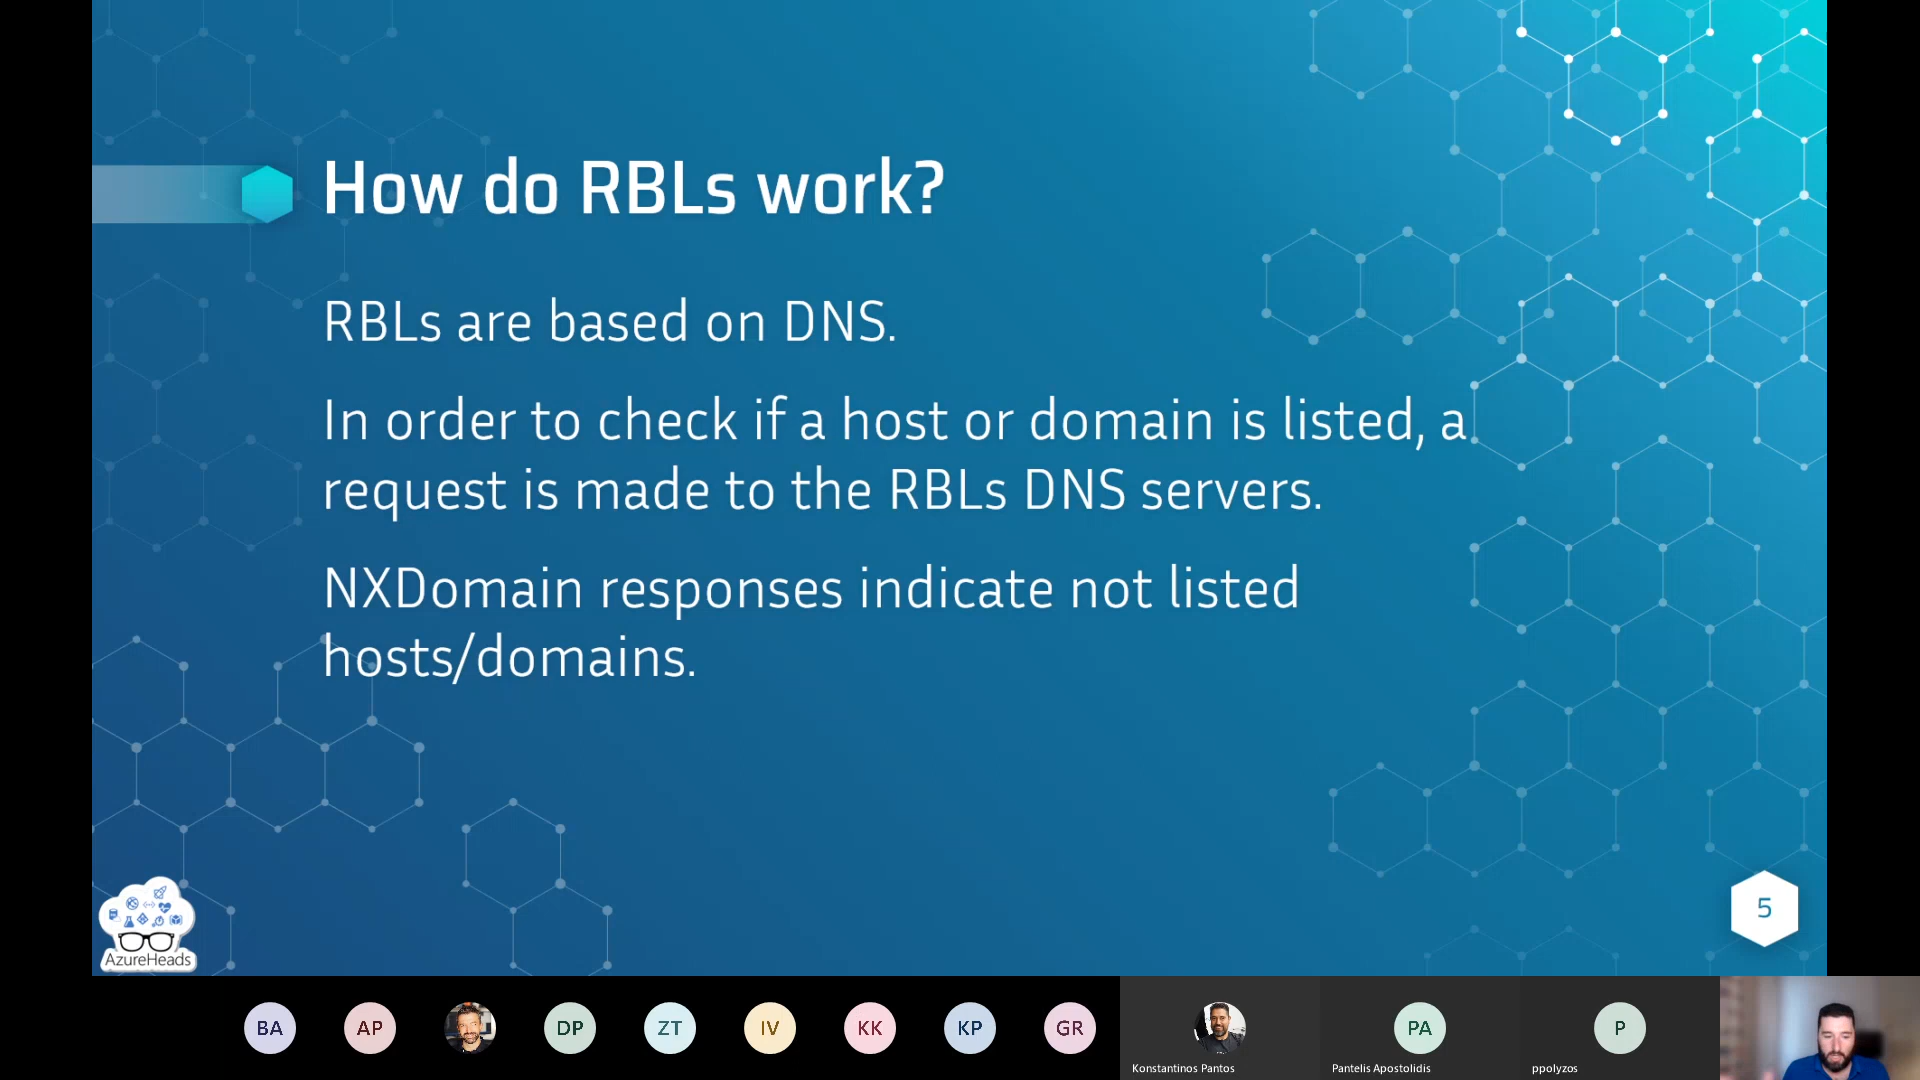 How do RBLs work?
RBLs are based on DNS.
In order to check if a host or domain is listed, a
request is made to the RBLs DNS servers.
NXDomain responses indicate not listed
hosts/domains.
AzureHeads
5
BA
AP
DP
ZT
IV
KK
KP
GR
Konstantinos Pantos
PA
Pantelis Apostolidis
P
ppolyzos